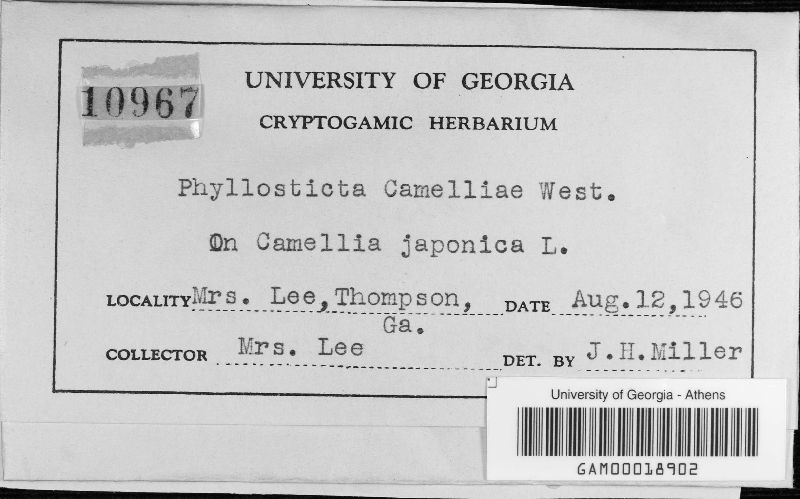 10967
UNIVERSITY OF GEORGIA
CRYPTOGAMIC HERBARIUM
Phyllosticta Camelliae West.
On Camellia japonica L.
LOCALITY Mrs. Lee, Thompson, Ga. DATE Aug. 12, 1946
COLLECTOR Mrs. Lee DET. BY J.H. Miller
University of Georgia - Athens
GAM00018902